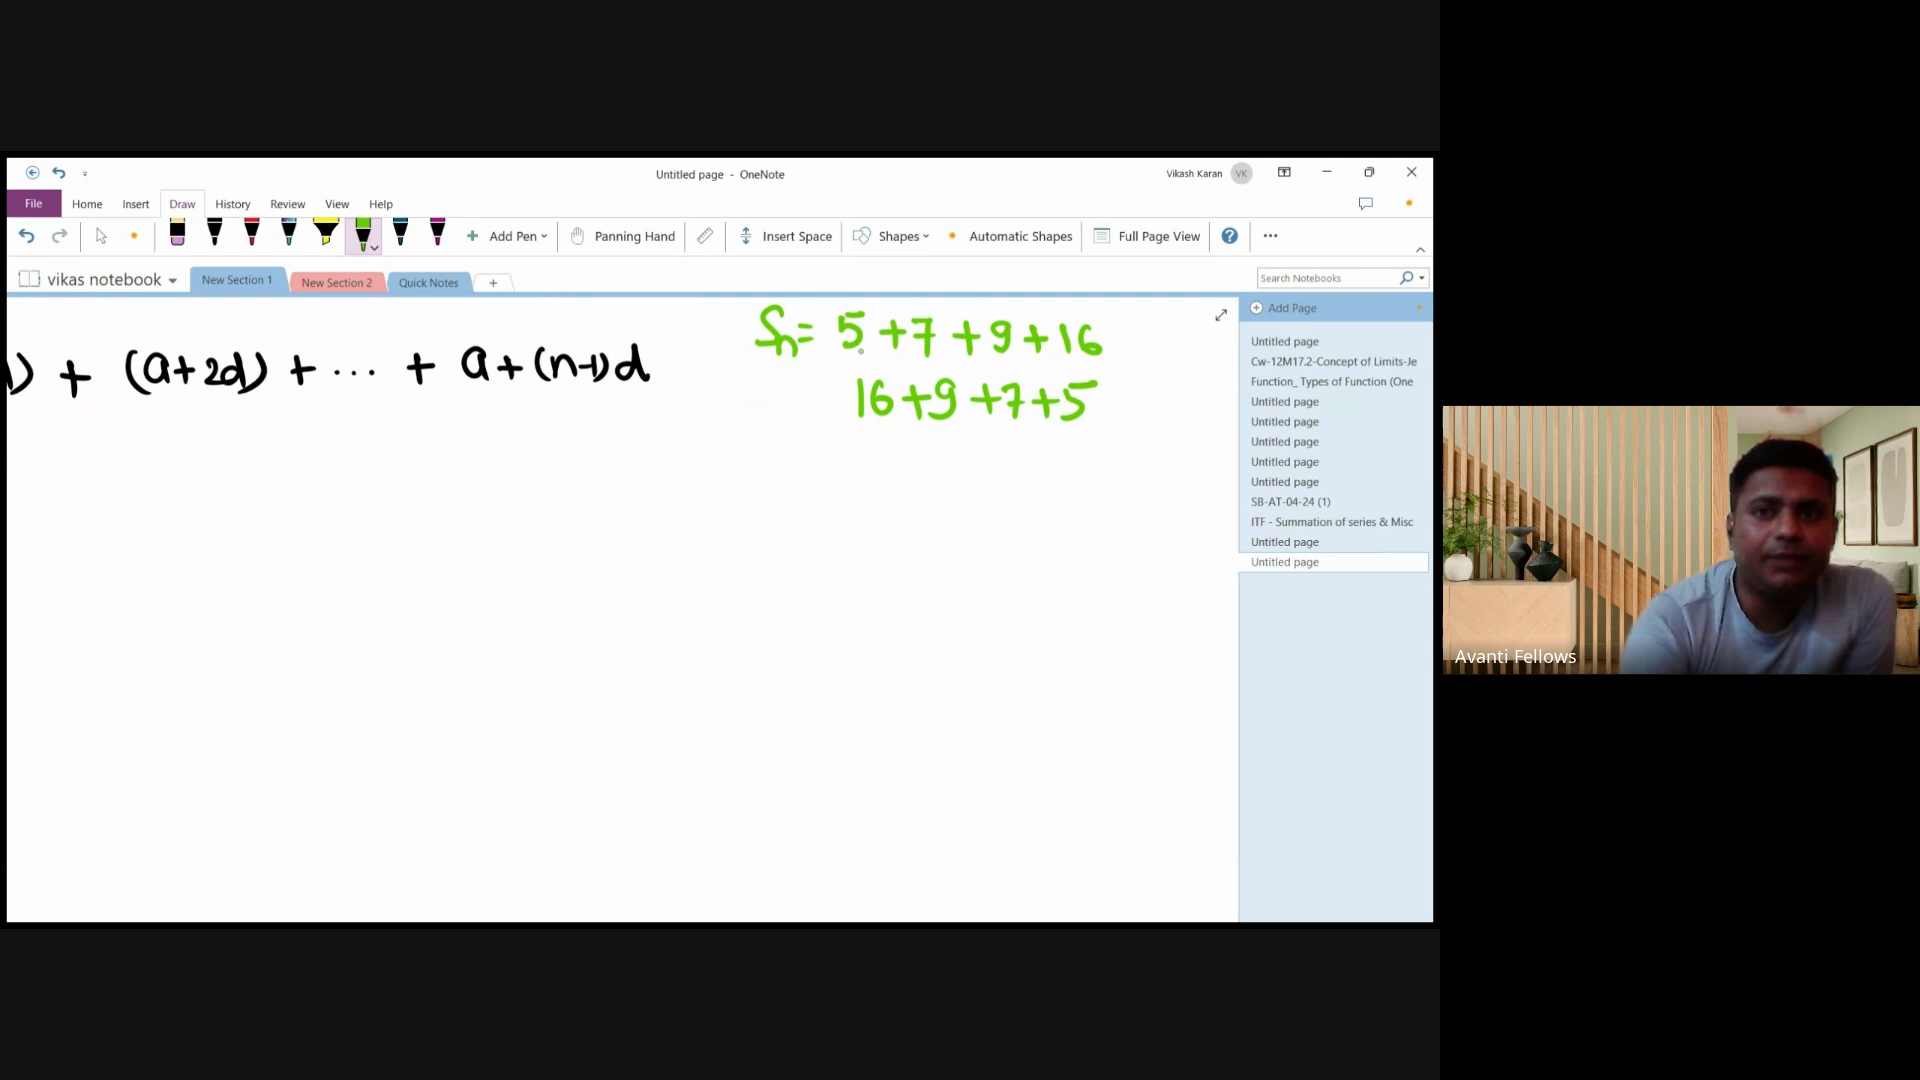 Untitled page - OneNote
Vikash Karan VK
File Home Insert Draw History Review View Help
+ Add Pen Panning Hand Insert Space Shapes Automatic Shapes Full Page View ? ...
vikas notebook New Section 1 New Section 2 Quick Notes +
Search Notebooks
) + (a+2d) + ... + a+(n-1)d
Sn= 5+7+9+16
16+9+7+5
Add Page
Untitled page
Cw-12M17.2-Concept of Limits-Je
Function_ Types of Function (One
Untitled page
Untitled page
Untitled page
Untitled page
Untitled page
SB-AT-04-24 (1)
ITF - Summation of series & Misc
Untitled page
Untitled page
Avanti Fellows